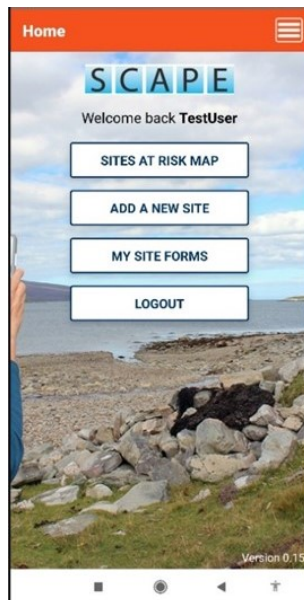 Home
SCAPE
Welcome back TestUser
SITES AT RISK MAP
ADD A NEW SITE
MY SITE FORMS
LOGOUT
Version 0.15